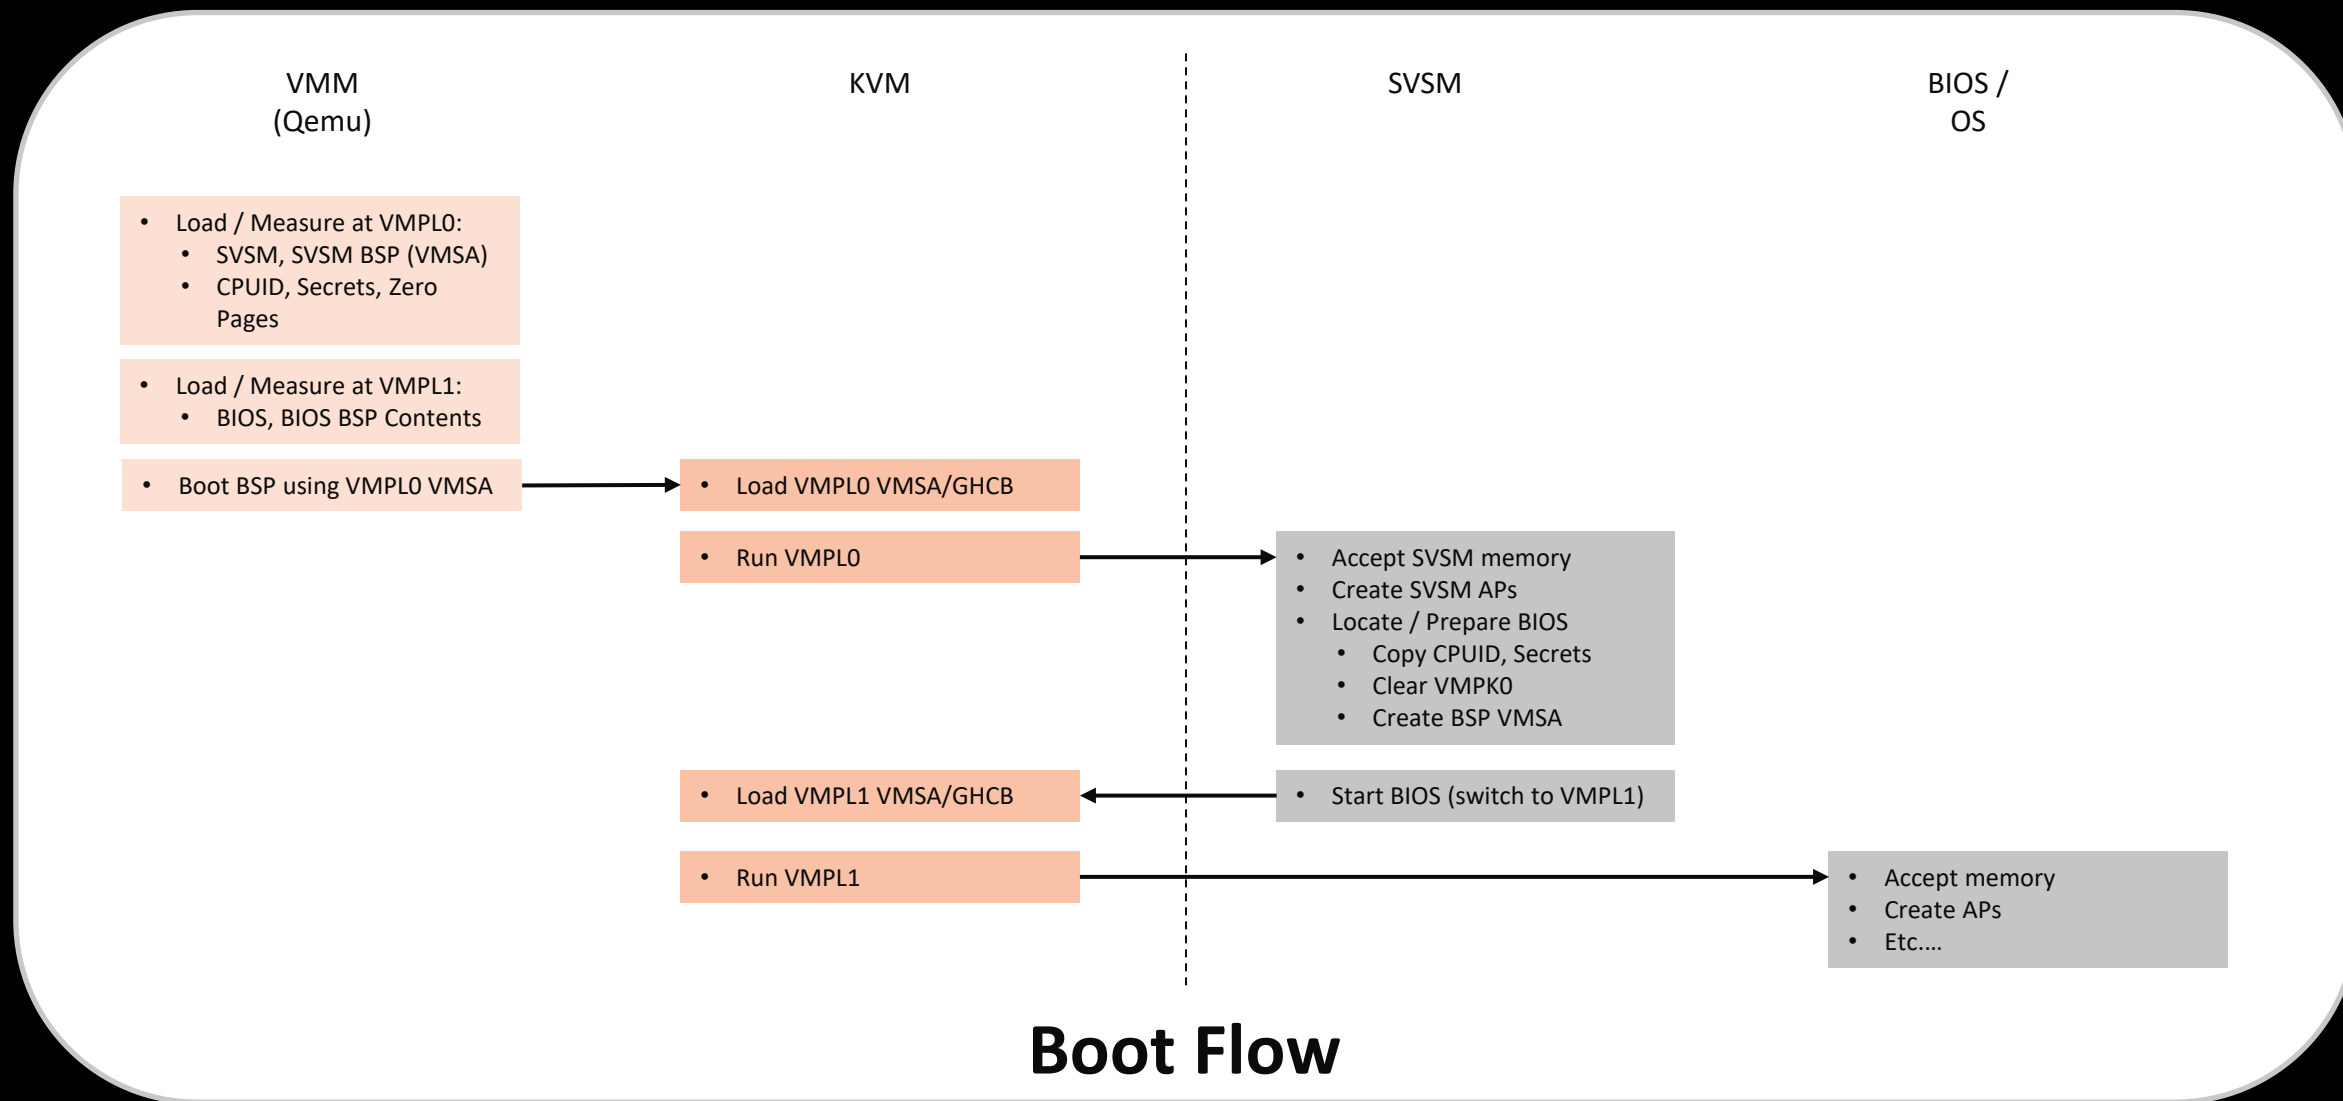 VMM
(Qemu)
KVM
SVSM
BIOS /
OS
• Load / Measure at VMPL0:
• SVSM, SVSM BSP (VMSA)
• CPUID, Secrets, Zero
Pages
• Load / Measure at VMPL1:
• BIOS, BIOS BSP Contents
• Boot BSP using VMPL0 VMSA
• Load VMPL0 VMSA/GHCB
• Run VMPL0
• Accept SVSM memory
• Create SVSM APs
• Locate / Prepare BIOS
• Copy CPUID, Secrets
• Clear VMPK0
• Create BSP VMSA
• Load VMPL1 VMSA/GHCB
• Start BIOS (switch to VMPL1)
• Run VMPL1
• Accept memory
• Create APs
• Etc....
Boot Flow